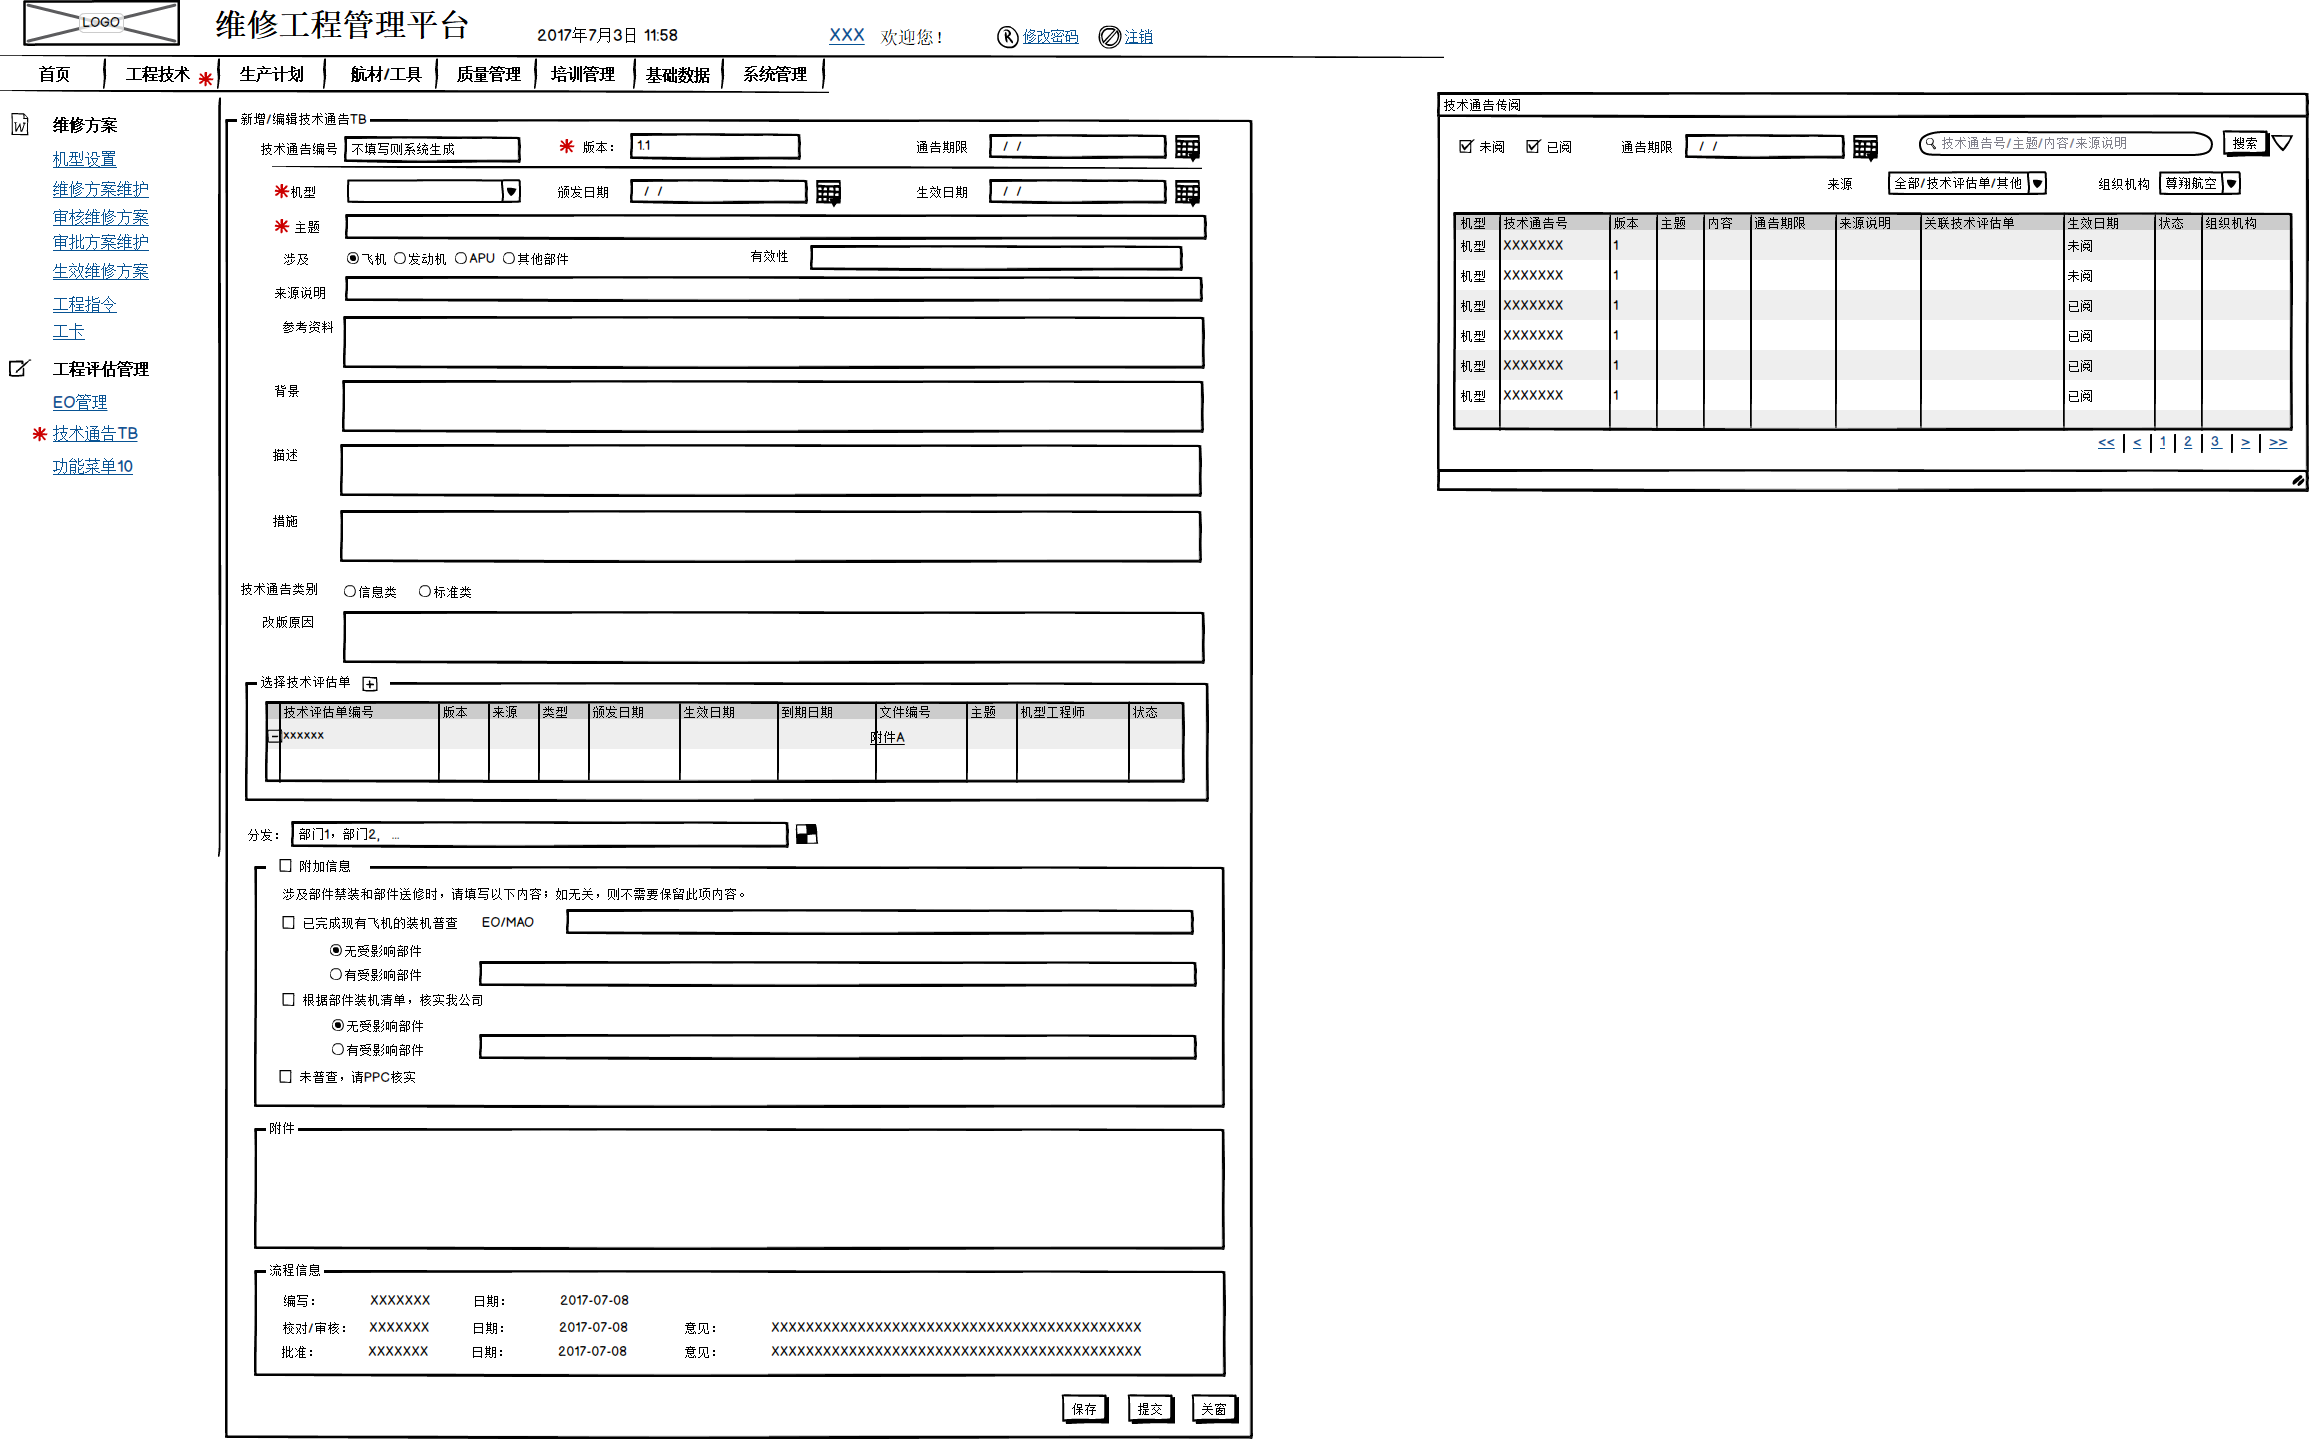 LOGO
维修工程管理平台
2017年7月3日 11:58
XXX 欢迎您!
修改密码
注销
首页
工程技术
生产计划
航材/工具
质量管理
培训管理
基础数据
系统管理
维修方案
机型设置
维修方案维护
审核维修方案
审批方案维护
生效维修方案
工程指令
工卡
工程评估管理
EO管理
技术通告TB
功能菜单10
新增/编辑技术通告TB
技术通告编号 不填写则系统生成
版本: 1.1
通告期限 / /
机型
颁发日期 / /
生效日期 / /
主题
涉及 飞机 发动机 APU 其他部件
有效性
来源说明
参考资料
背景
描述
措施
技术通告类别 信息类 标准类
改版原因
选择技术评估单
技术评估单编号 版本 来源 类型 颁发日期 生效日期 到期日期 文件编号 主题 机型工程师 状态
xxxxxx 附件A
分发: 部门1, 部门2, ...
附加信息
涉及部件禁装和部件送修时，请填写以下内容；如无关，则不需要保留此项内容。
已完成现有飞机的装机普查 EO/MAO
无受影响部件
有受影响部件
根据部件装机清单，核实我公司
无受影响部件
有受影响部件
未普查，请PPC核实
附件
流程信息
编写: XXXXXXX 日期: 2017-07-08
校对/审核: XXXXXXX 日期: 2017-07-08 意见: XXXXXXXXXXXXXXXXXXXXXXXXXXXXXXXXXXXXXXXXXXX
批准: XXXXXXX 日期: 2017-07-08 意见: XXXXXXXXXXXXXXXXXXXXXXXXXXXXXXXXXXXXXXXXXXX
保存
提交
关窗
技术通告传阅
未阅 已阅 通告期限 / / 技术通告号/主题/内容/来源说明 搜索
来源 全部/技术评估单/其他 组织机构 尊翔航空
机型 技术通告号 版本 主题 内容 通告期限 来源说明 关联技术评估单 生效日期 状态 组织机构
机型 XXXXXXX 1 未阅
机型 XXXXXXX 1 未阅
机型 XXXXXXX 1 已阅
机型 XXXXXXX 1 已阅
机型 XXXXXXX 1 已阅
机型 XXXXXXX 1 已阅
<< | < | 1 | 2 | 3 | > | >>